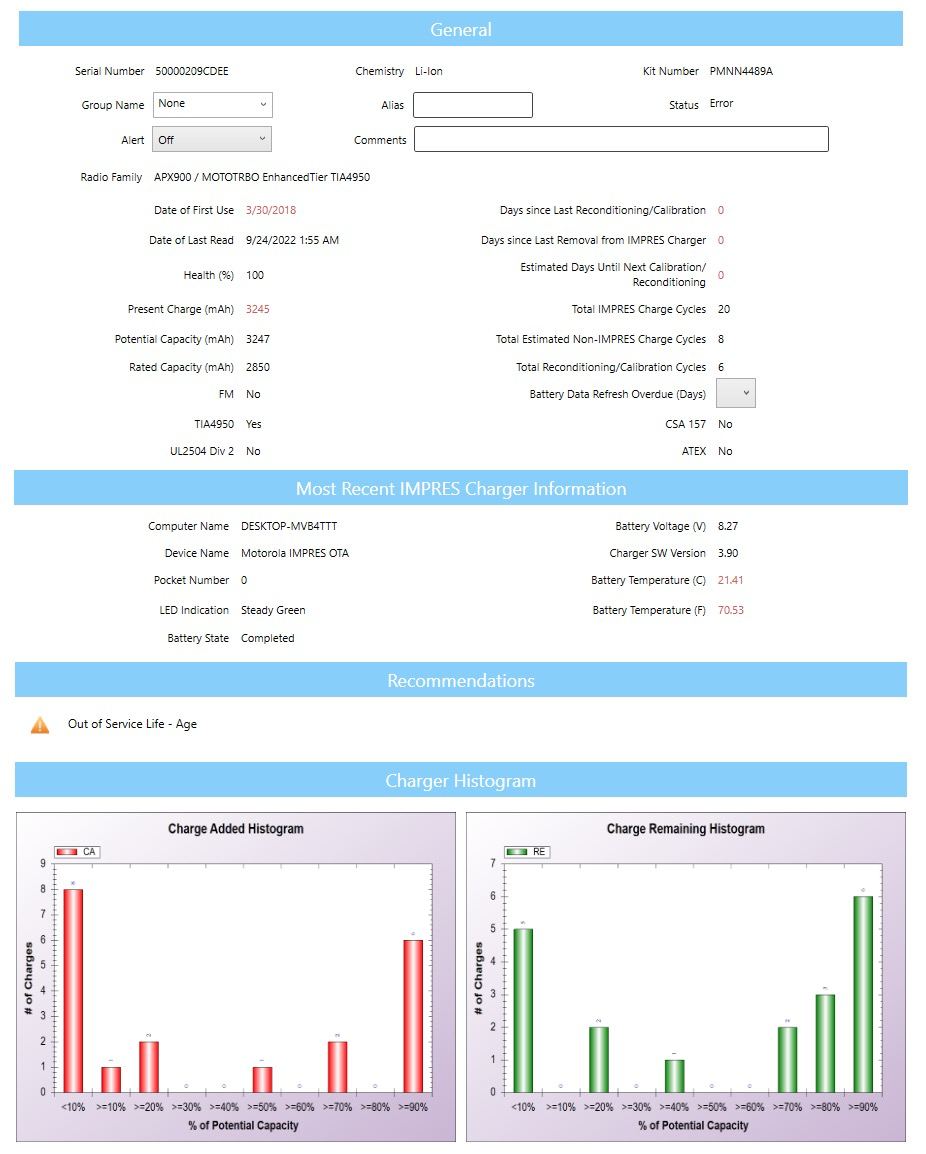 General
Serial Number 50000209CDEE Chemistry Li-Ion Kit Number PMNN4489A
Group Name None Alias Status Error
Alert Off Comments
Radio Family APX900 / MOTOTRBO EnhancedTier TIA4950
Date of First Use 3/30/2018 Days since Last Reconditioning/Calibration 0
Date of Last Read 9/24/2022 1:55 AM Days since Last Removal from IMPRES Charger 0
Health (%) 100 Estimated Days Until Next Calibration/
Reconditioning 0
Present Charge (mAh) 3245 Total IMPRES Charge Cycles 20
Potential Capacity (mAh) 3247 Total Estimated Non-IMPRES Charge Cycles 8
Rated Capacity (mAh) 2850 Total Reconditioning/Calibration Cycles 6
FM No Battery Data Refresh Overdue (Days)
TIA4950 Yes CSA 157 No
UL2504 Div 2 No ATEX No
Most Recent IMPRES Charger Information
Computer Name DESKTOP-MVB4TTT Battery Voltage (V) 8.27
Device Name Motorola IMPRES OTA Charger SW Version 3.90
Pocket Number 0 Battery Temperature (C) 21.41
LED Indication Steady Green Battery Temperature (F) 70.53
Battery State Completed
Recommendations
Out of Service Life - Age
Charger Histogram
Charge Added Histogram
CA
9
8
7
6
5
4
3
2
1
0
# of Charges
8 1 2 0 0 1 0 2 0 6
<10% >=10% >=20% >=30% >=40% >=50% >=60% >=70% >=80% >=90%
% of Potential Capacity
Charge Remaining Histogram
RE
7
6
5
4
3
2
1
0
# of Charges
5 0 2 0 1 0 0 2 3 6
<10% >=10% >=20% >=30% >=40% >=50% >=60% >=70% >=80% >=90%
% of Potential Capacity